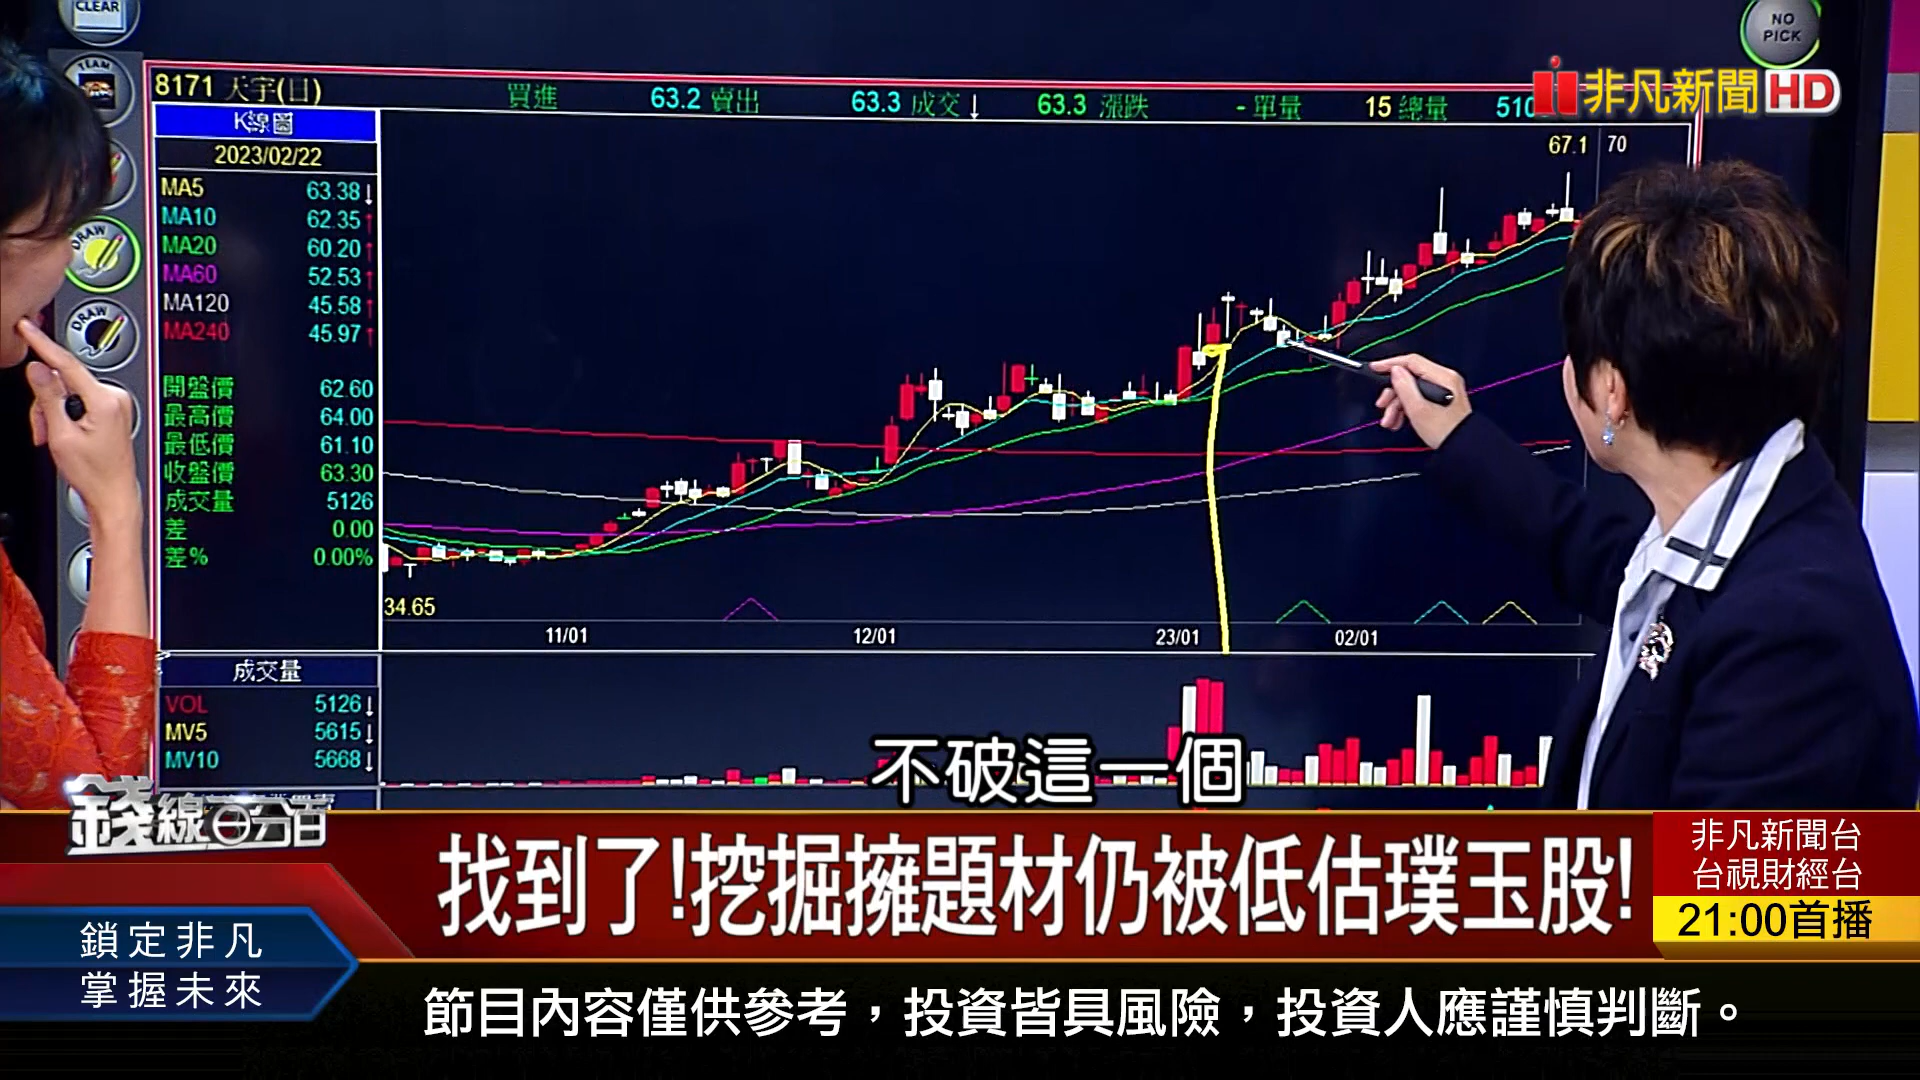 CLEAR
TEAM
DRAW
DRAW
NO PICK
非凡新聞HD
8171 天宇(日)
買進 63.2 賣出 63.3 成交↓ 63.3 漲跌 - 單量 15 總量
K線圖
2023/02/22
MA5 63.38↓
MA10 62.35↑
MA20 60.20↑
MA60 52.53↑
MA120 45.58↑
MA240 45.97↑
開盤價 62.60
最高價 64.00
最低價 61.10
收盤價 63.30
成交量 5126
差 0.00
差% 0.00%
67.1 70
34.65
11/01 12/01 23/01 02/01
成交量
VOL 5126↓
MV5 5615↓
MV10 5668↓
不破這一個
錢線百分百
找到了!挖掘擁題材仍被低估璞玉股!
非凡新聞台
台視財經台
21:00首播
鎖定非凡
掌握未來
節目內容僅供參考，投資皆具風險，投資人應謹慎判斷。